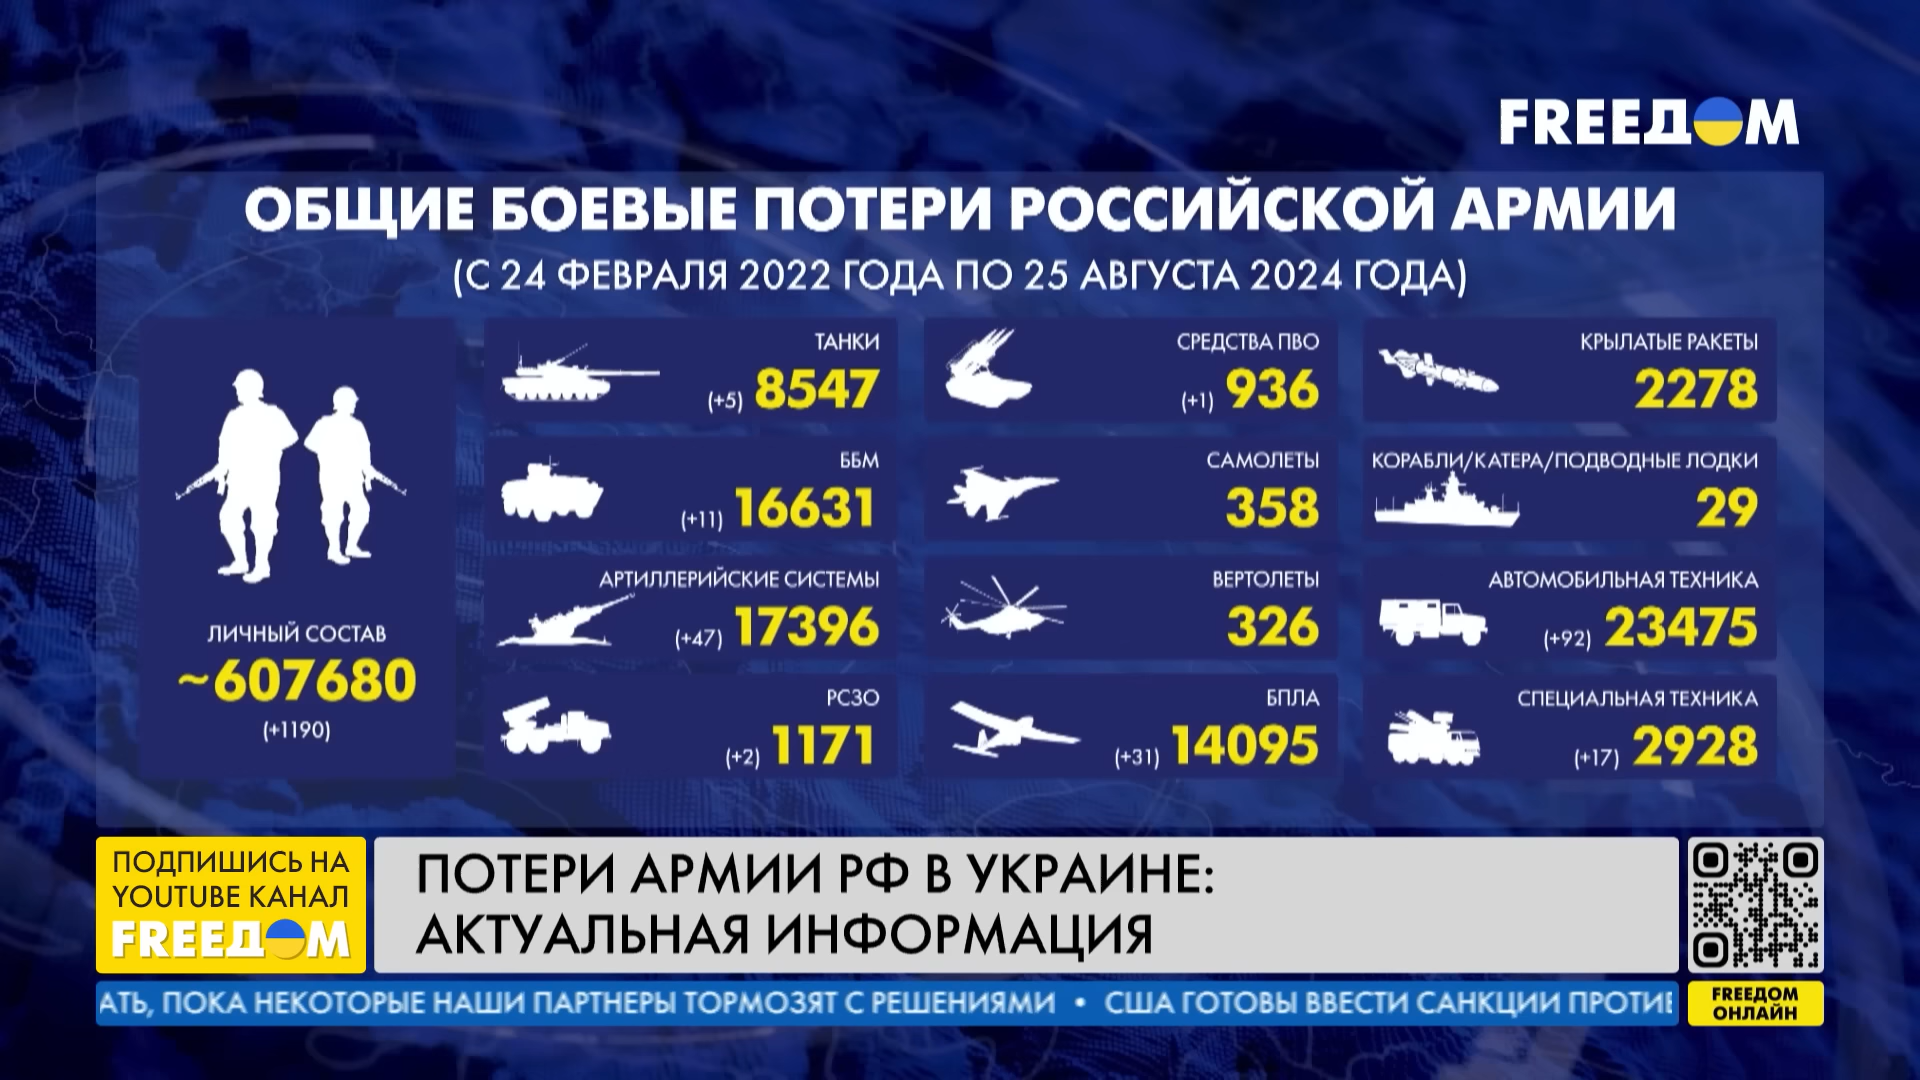 FREEДOM
ОБЩИЕ БОЕВЫЕ ПОТЕРИ РОССИЙСКОЙ АРМИИ
(С 24 ФЕВРАЛЯ 2022 ГОДА ПО 25 АВГУСТА 2024 ГОДА)
ЛИЧНЫЙ СОСТАВ
~607680
(+1190)
ТАНКИ
(+5) 8547
ББМ
(+11) 16631
АРТИЛЛЕРИЙСКИЕ СИСТЕМЫ
(+47) 17396
РСЗО
(+2) 1171
СРЕДСТВА ПВО
(+1) 936
САМОЛЕТЫ
358
ВЕРТОЛЕТЫ
326
БПЛА
(+31) 14095
КРЫЛАТЫЕ РАКЕТЫ
2278
КОРАБЛИ/КАТЕРА/ПОДВОДНЫЕ ЛОДКИ
29
АВТОМОБИЛЬНАЯ ТЕХНИКА
(+92) 23475
СПЕЦИАЛЬНАЯ ТЕХНИКА
(+17) 2928
ПОДПИШИСЬ НА
YOUTUBE КАНАЛ
FREEДOM
ПОТЕРИ АРМИИ РФ В УКРАИНЕ:
АКТУАЛЬНАЯ ИНФОРМАЦИЯ
АТЬ, ПОКА НЕКОТОРЫЕ НАШИ ПАРТНЕРЫ ТОРМОЗЯТ С РЕШЕНИЯМИ • США ГОТОВЫ ВВЕСТИ САНКЦИИ ПРОТИВ
FREEДОМ
ОНЛАЙН